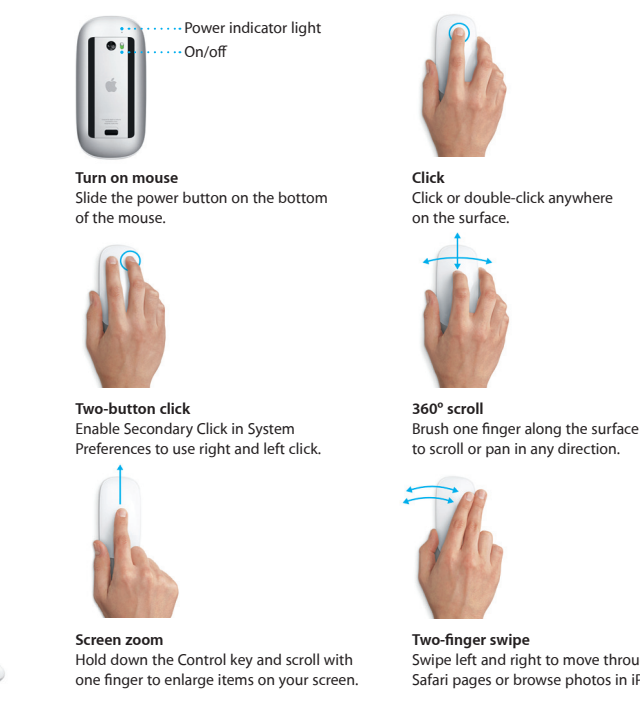 Power indicator light
On/off
Turn on mouse
Slide the power button on the bottom
of the mouse.
Click
Click or double-click anywhere
on the surface.
Two-button click
Enable Secondary Click in System
Preferences to use right and left click.
360° scroll
Brush one finger along the surface
to scroll or pan in any direction.
Screen zoom
Hold down the Control key and scroll with
one finger to enlarge items on your screen.
Two-finger swipe
Swipe left and right to move
Safari pages or browse photos in